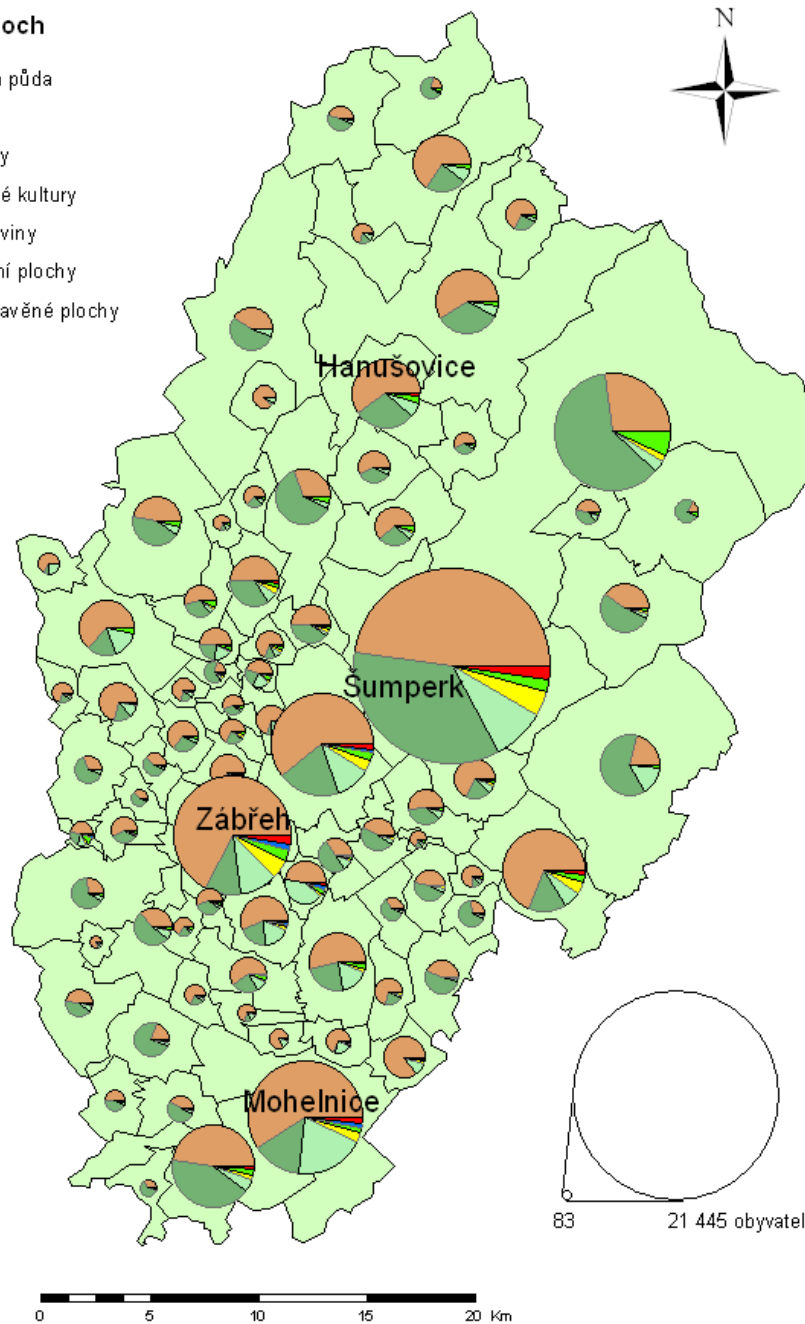 och
půda
y
é kultury
viny
ní plochy
avěné plochy
N
Hanušovice
Šumperk
Zábřeh
Mohelnice
83 21 445 obyvatel
0 5 10 15 20 Km